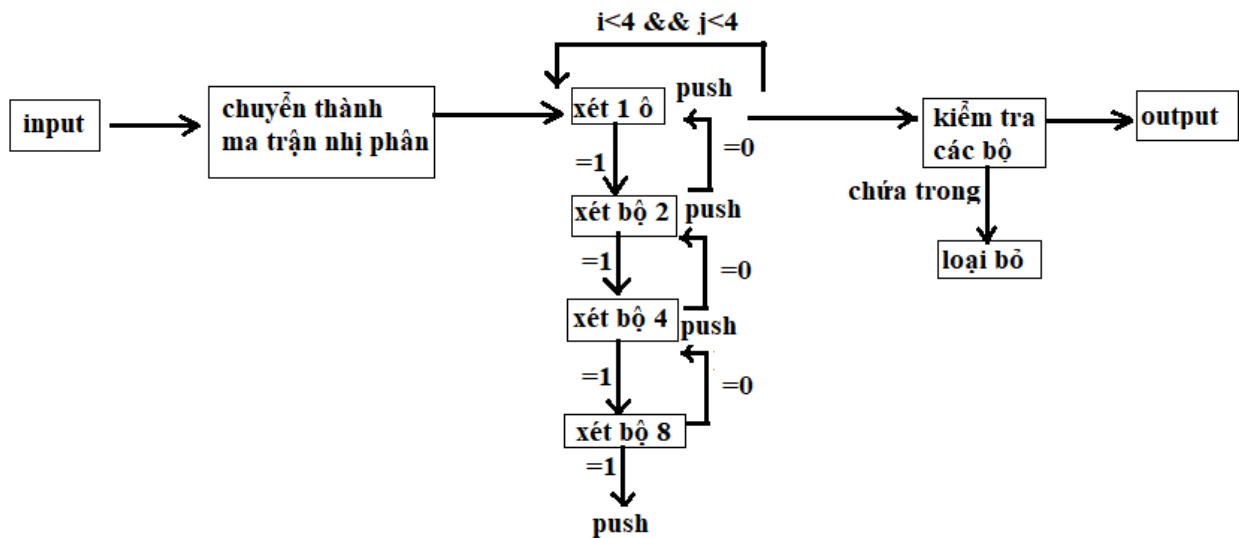 i<4 && j<4
input
chuyển thành
ma trận nhị phân
xét 1 ô
push
=1
=0
xét bộ 2
push
=1
=0
xét bộ 4
push
=1
=0
xét bộ 8
=1
push
kiểm tra
các bộ
output
chứa trong
loại bỏ